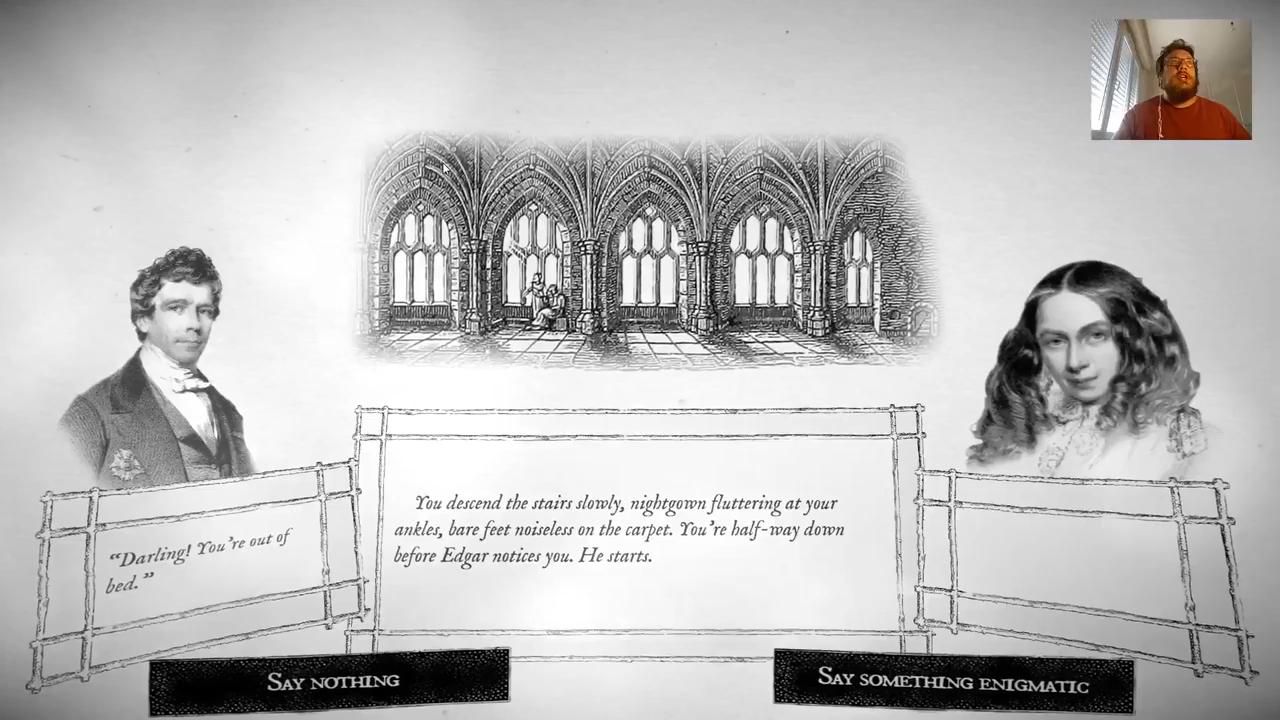 You descend the stairs slowly, nightgown fluttering at your
ankles, bare feet noiseless on the carpet. You're half-way down
before Edgar notices you. He starts.
“Darling! You're out of
bed.”
SAY NOTHING
SAY SOMETHING ENIGMATIC